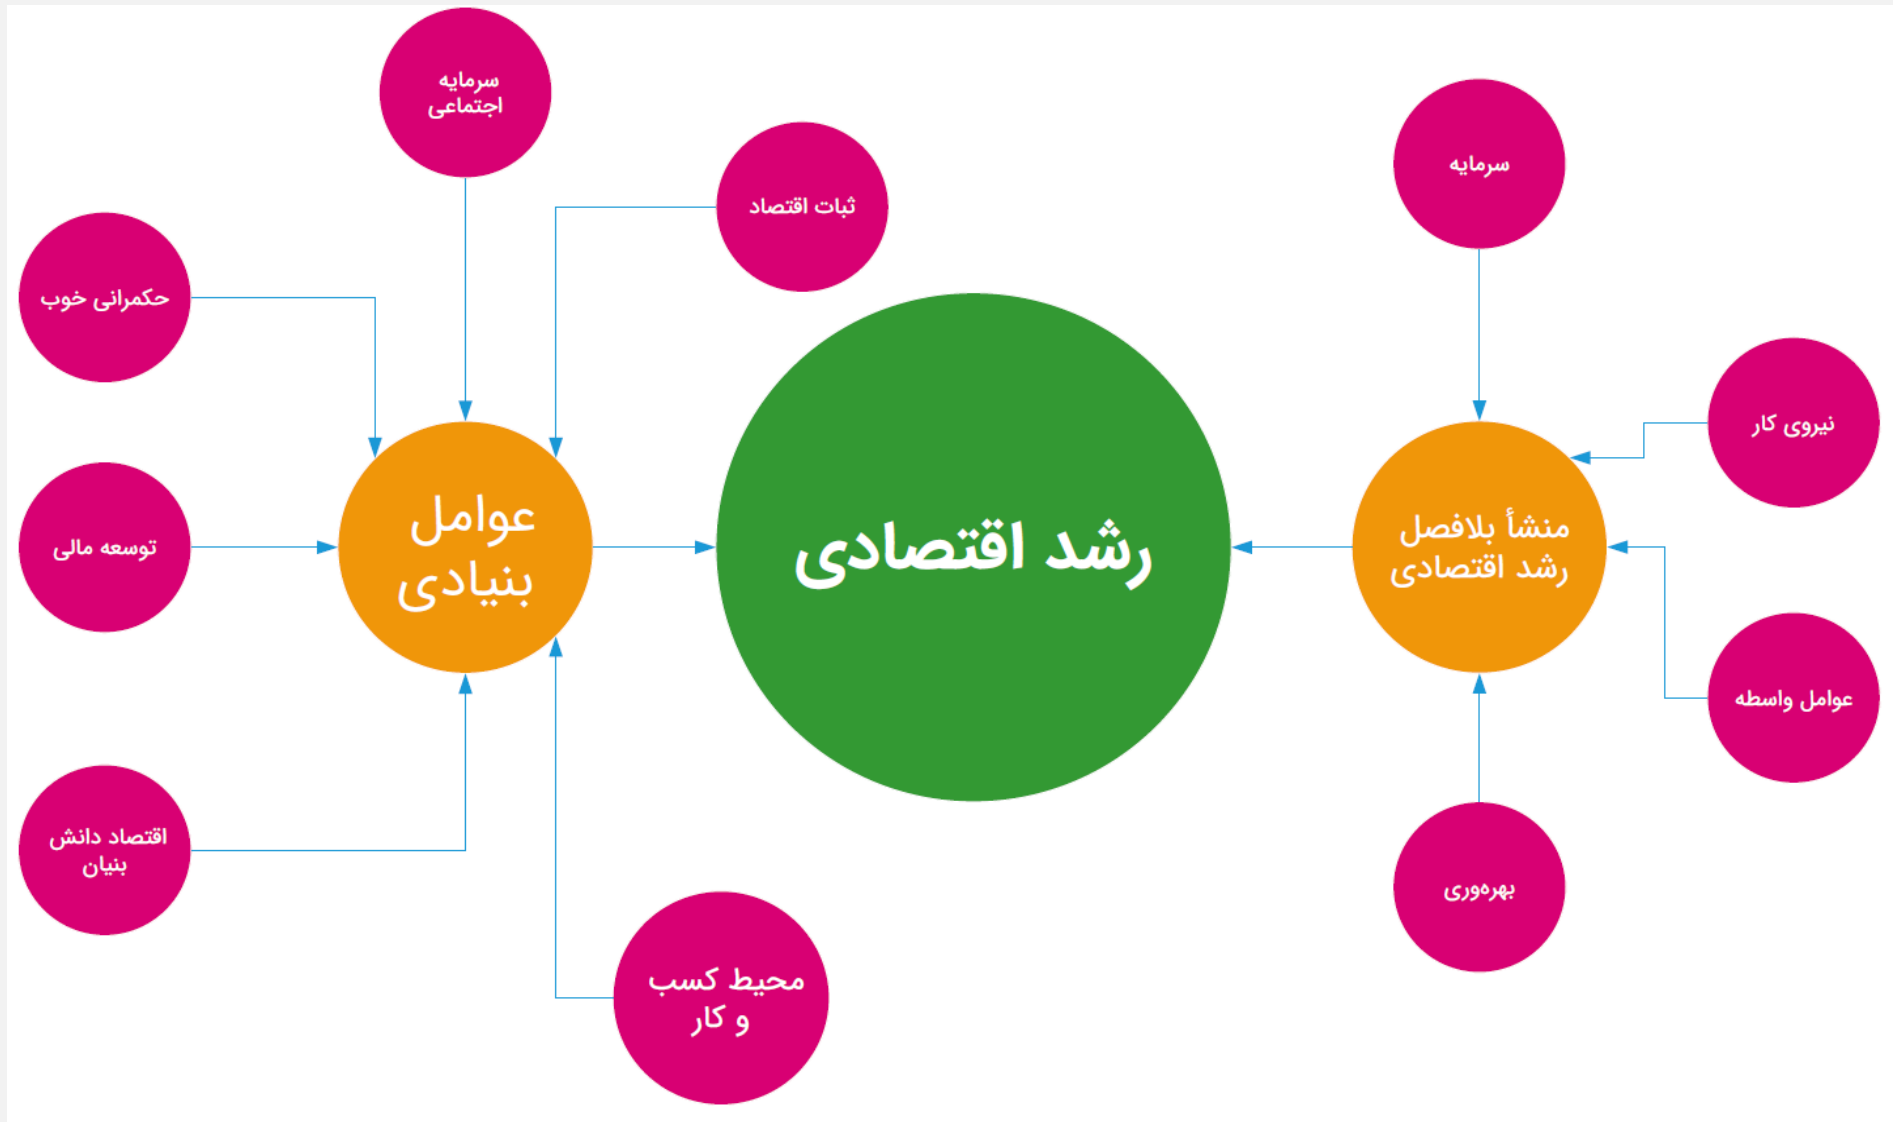 سرمایه
اجتماعی
ثبات اقتصاد
سرمایه
حکمرانی خوب
نیروی کار
توسعه مالی
عوامل
بنیادی
رشد اقتصادی
منشأ بلافصل
رشد اقتصادی
عوامل واسطه
اقتصاد دانش
بنیان
بهره‌وری
محیط کسب
و کار